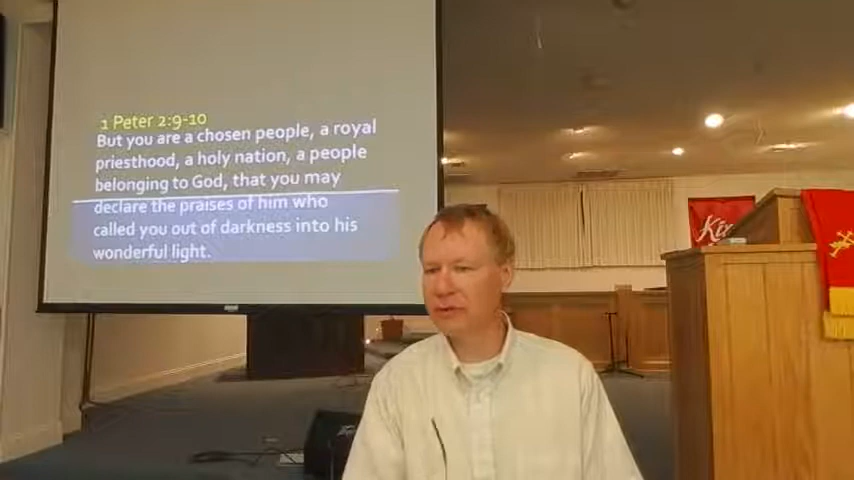 1 Peter 2:9-10
But you are a chosen people, a royal
priesthood, a holy nation, a people
belonging to God, that you may
declare the praises of him who
called you out of darkness into his
wonderful light.